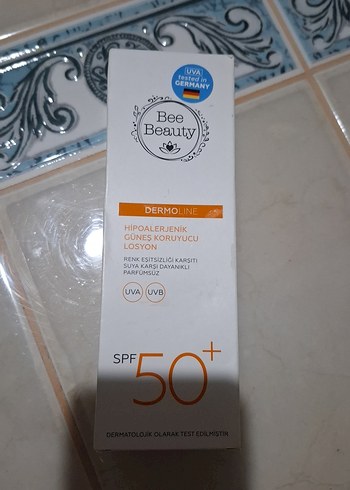 UVA
tested in
GERMANY
Bee
Beauty
DERMOLINE
HİPOALERJENİK
GÜNEŞ KORUYUCU
LOSYON
RENK EŞİTSİZLİĞİ KARŞITI
SUYA KARŞI DAYANIKLI
PARFÜMSÜZ
UVA UVB
SPF 50+
DERMATOLOJİK OLARAK TEST EDİLMİŞTİR